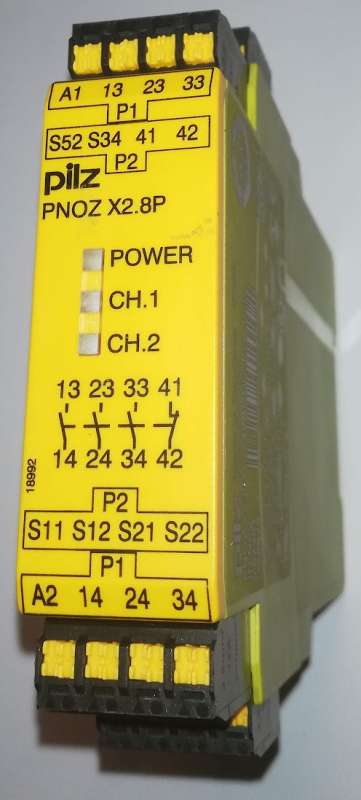 A1 13 23 33
P1
S52 S34 41 42
P2
pilz
PNOZ X2.8P
POWER
CH.1
CH.2
13 23 33 41
14 24 34 42
18992
P2
S11 S12 S21 S22
P1
A2 14 24 34